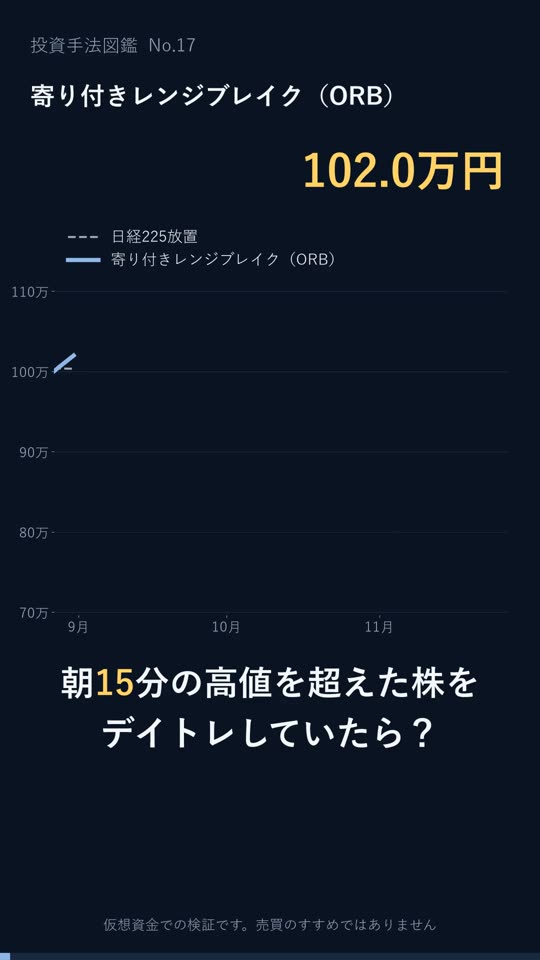 投資手法図鑑 No.17
寄り付きレンジブレイク（ORB）
102.0万円
日経225放置
寄り付きレンジブレイク（ORB）
110万
100万
90万
80万
70万
9月 10月 11月
朝15分の高値を超えた株を
デイトレしていたら？
仮想資金での検証です。売買のすすめではありません